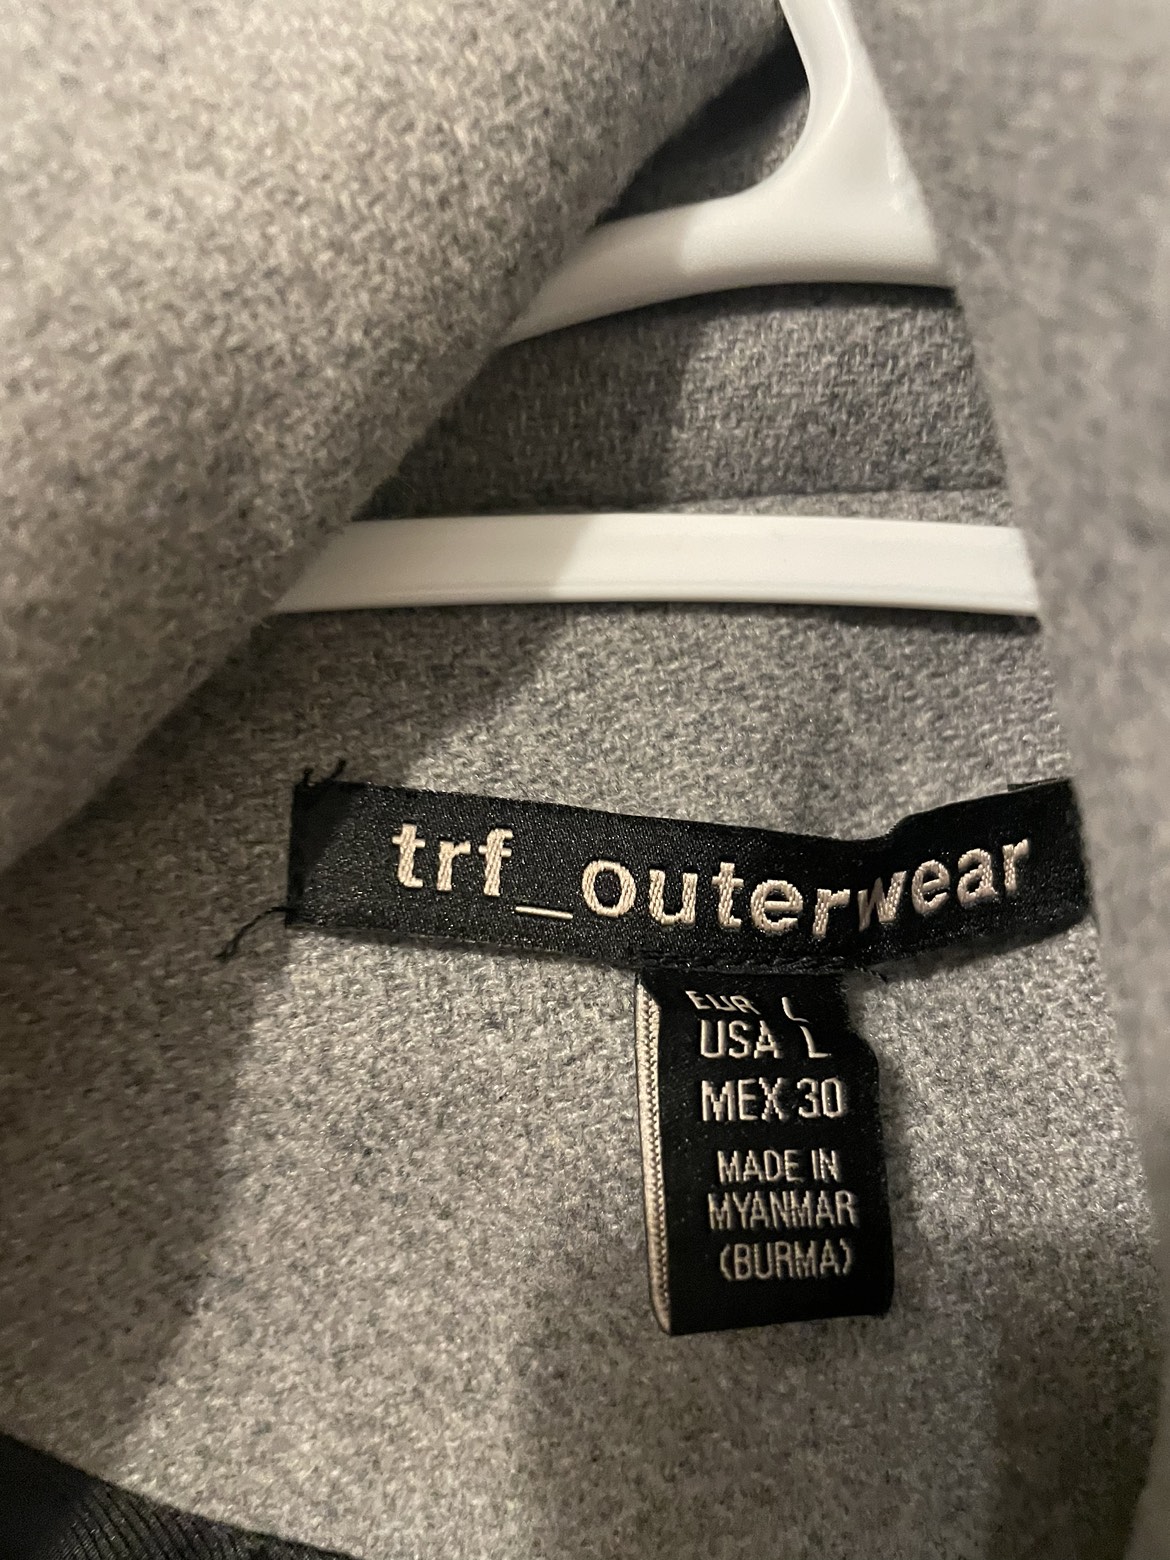 trf_outerwear
EUR L
USA L
MEX 30
MADE IN
MYANMAR
(BURMA)